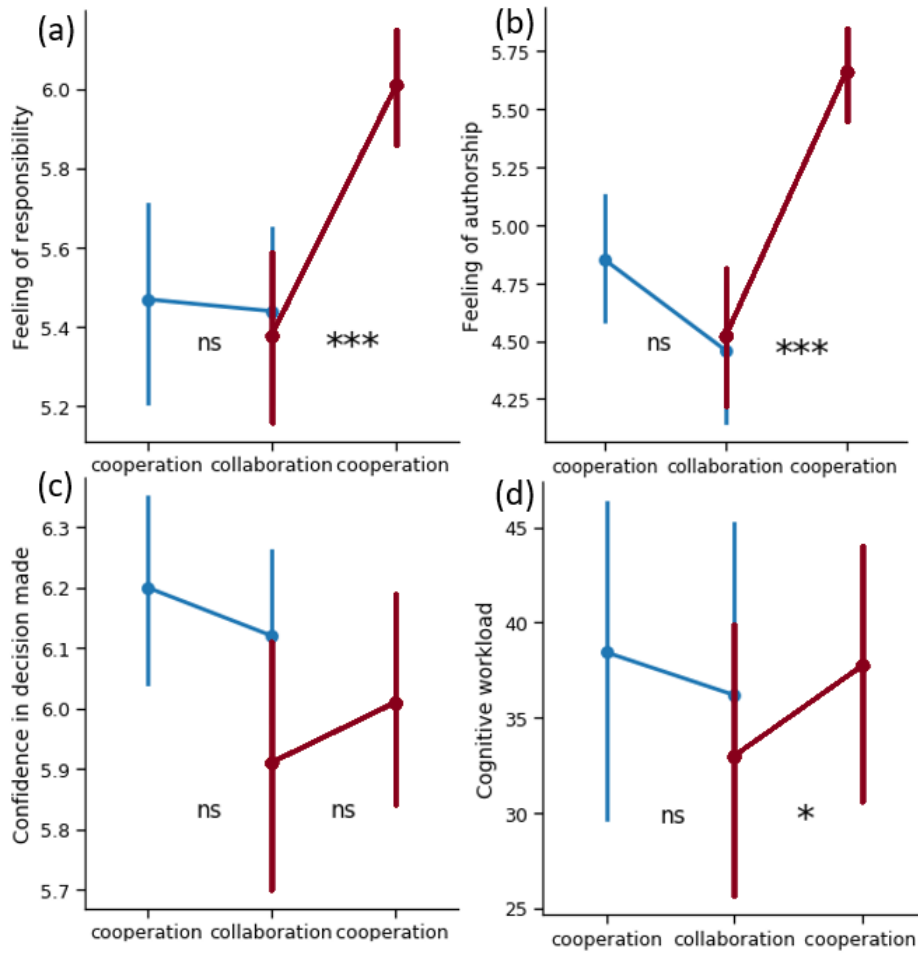 (a)
Feeling of responsibility
6.0
5.8
5.6
5.4
5.2
ns
***
cooperation collaboration cooperation
(b)
Feeling of authorship
5.75
5.50
5.25
5.00
4.75
4.50
4.25
ns
***
cooperation collaboration cooperation
(c)
Confidence in decision made
6.3
6.2
6.1
6.0
5.9
5.8
5.7
ns
ns
cooperation collaboration cooperation
(d)
Cognitive workload
45
40
35
30
25
ns
*
cooperation collaboration cooperation